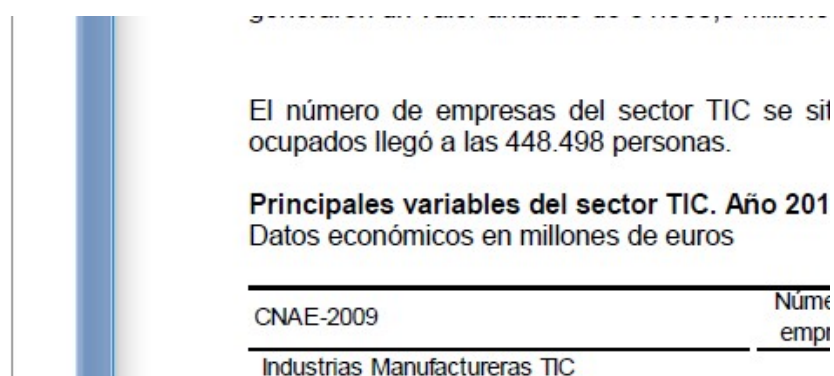 El número de empresas del sector TIC se
ocupados llegó a las 448.498 personas.
Principales variables del sector TIC. Año 201
Datos económicos en millones de euros
CNAE-2009
Industrias Manufactureras TIC